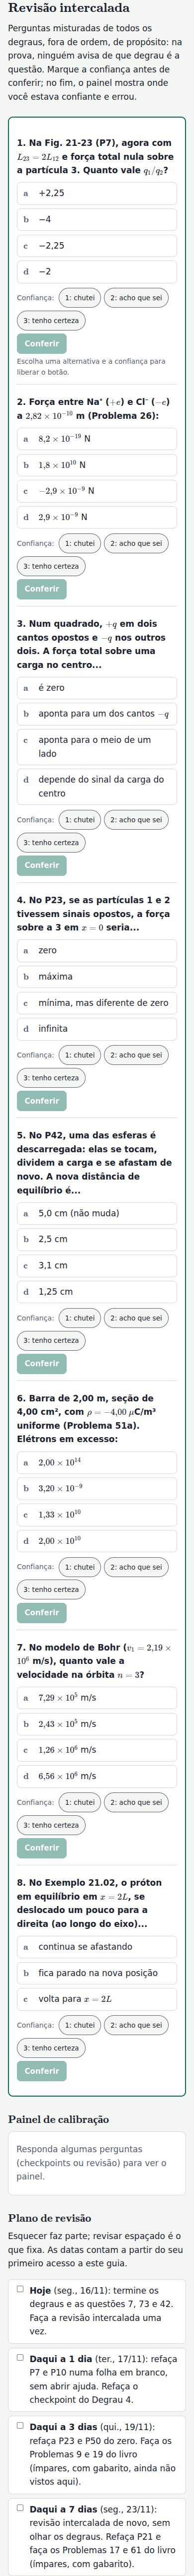 Revisão intercalada
Perguntas misturadas de todos os
degraus, fora de ordem, de propósito: na
prova, ninguém avisa de que degrau é a
questão. Marque a confiança antes de
conferir; no fim, o painel mostra onde
você estava confiante e errou.
1. Na Fig. 21-23 (P7), agora com
L₂₃ = 2L₁₂ e força total nula sobre
a partícula 3. Quanto vale q₁/q₂?
a +2,25
b −4
c −2,25
d −2
Confiança: 1: chutei 2: acho que sei
3: tenho certeza
Conferir
Escolha uma alternativa e a confiança para
liberar o botão.
2. Força entre Na⁺ (+e) e Cl⁻ (−e)
a 2,82 × 10⁻¹⁰ m (Problema 26):
a 8,2 × 10⁻¹⁹ N
b 1,8 × 10¹⁰ N
c −2,9 × 10⁻⁹ N
d 2,9 × 10⁻⁹ N
Confiança: 1: chutei 2: acho que sei
3: tenho certeza
Conferir
3. Num quadrado, +q em dois
cantos opostos e −q nos outros
dois. A força total sobre uma
carga no centro...
a é zero
b aponta para um dos cantos −q
c aponta para o meio de um
lado
d depende do sinal da carga do
centro
Confiança: 1: chutei 2: acho que sei
3: tenho certeza
Conferir
4. No P23, se as partículas 1 e 2
tivessem sinais opostos, a força
sobre a 3 em x = 0 seria...
a zero
b máxima
c mínima, mas diferente de zero
d infinita
Confiança: 1: chutei 2: acho que sei
3: tenho certeza
Conferir
5. No P42, uma das esferas é
descarregada: elas se tocam,
dividem a carga e se afastam de
novo. A nova distância de
equilíbrio é...
a 5,0 cm (não muda)
b 2,5 cm
c 3,1 cm
d 1,25 cm
Confiança: 1: chutei 2: acho que sei
3: tenho certeza
Conferir
6. Barra de 2,00 m, seção de
4,00 cm², com ρ = −4,00 μC/m³
uniforme (Problema 51a).
Elétrons em excesso:
a 2,00 × 10¹⁴
b 3,20 × 10⁻⁹
c 1,33 × 10¹⁰
d 2,00 × 10¹⁰
Confiança: 1: chutei 2: acho que sei
3: tenho certeza
Conferir
7. No modelo de Bohr (v₁ = 2,19 ×
10⁶ m/s), quanto vale a
velocidade na órbita n = 3?
a 7,29 × 10⁵ m/s
b 2,43 × 10⁵ m/s
c 1,26 × 10⁶ m/s
d 6,56 × 10⁶ m/s
Confiança: 1: chutei 2: acho que sei
3: tenho certeza
Conferir
8. No Exemplo 21.02, o próton
em equilíbrio em x = 2L, se
deslocado um pouco para a
direita (ao longo do eixo)...
a continua se afastando
b fica parado na nova posição
c volta para x = 2L
Confiança: 1: chutei 2: acho que sei
3: tenho certeza
Conferir
Painel de calibração
Responda algumas perguntas
(checkpoints ou revisão) para ver o
painel.
Plano de revisão
Esquecer faz parte; revisar espaçado é o
que fixa. As datas contam a partir do seu
primeiro acesso a este guia.
Hoje (seg., 16/11): termine os
degraus e as questões 7, 73 e 42.
Faça a revisão intercalada uma
vez.
Daqui a 1 dia (ter., 17/11): refaça
P7 e P10 numa folha em branco,
sem abrir ajuda. Refaça o
checkpoint do Degrau 4.
Daqui a 3 dias (qui., 19/11):
refaça P23 e P50 do zero. Faça os
Problemas 9 e 19 do livro
(ímpares, com gabarito, ainda não
vistos aqui).
Daqui a 7 dias (seg., 23/11):
revisão intercalada de novo, sem
olhar os degraus. Refaça P21 e
faça os Problemas 17 e 61 do livro
(ímpares, com gabarito).